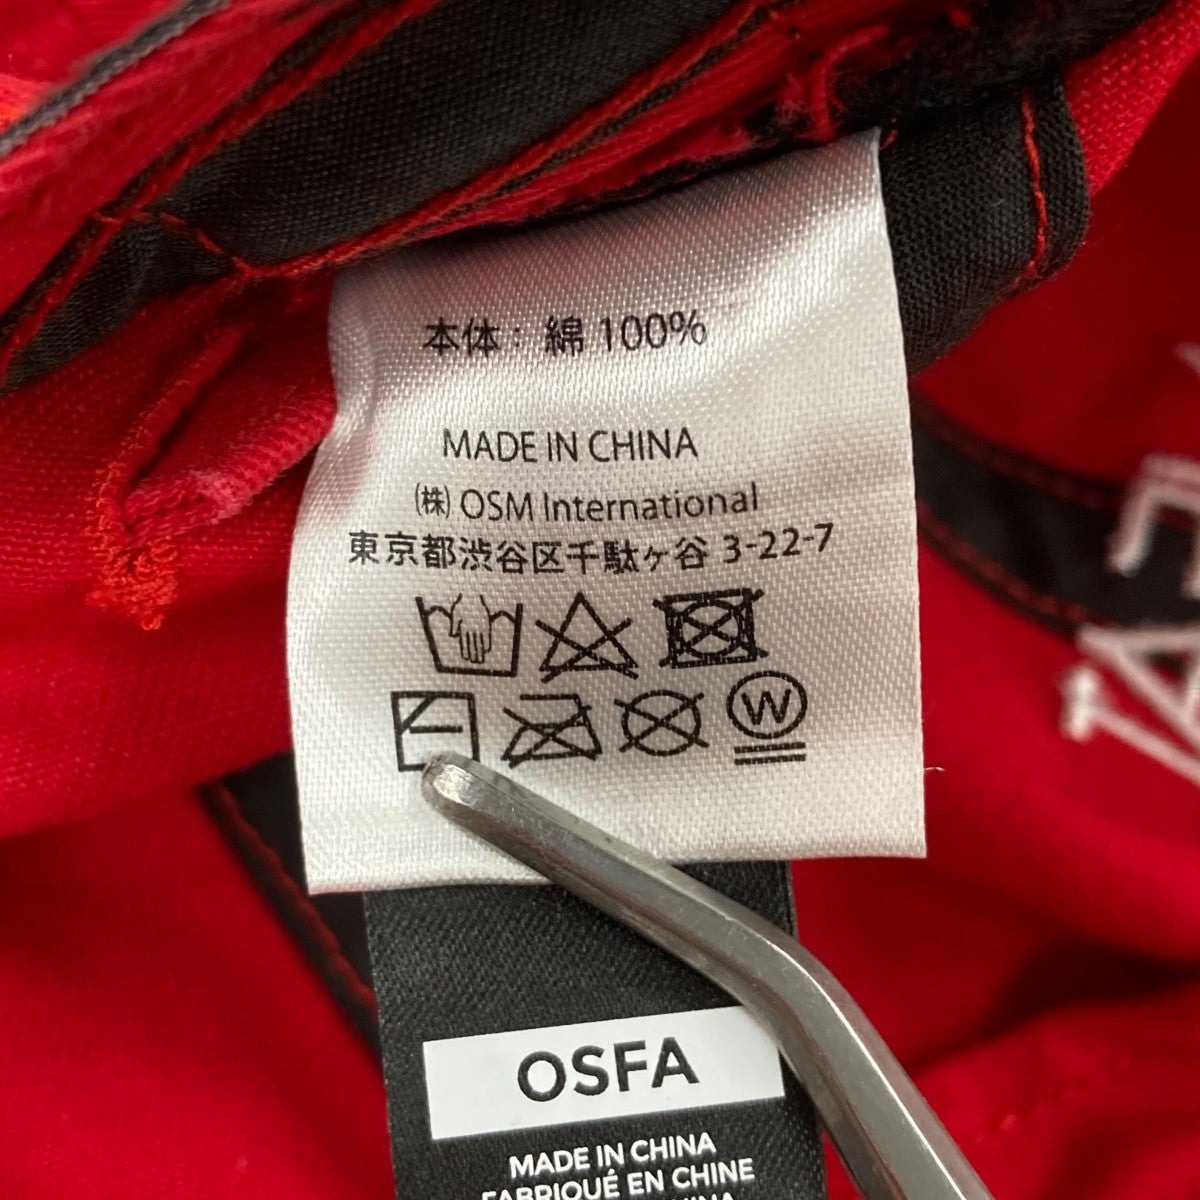 本体：綿 100%
MADE IN CHINA
(株) OSM International
東京都渋谷区千駄ヶ谷 3-22-7
W
OSFA
MADE IN CHINA
FABRIQUÉ EN CHINE